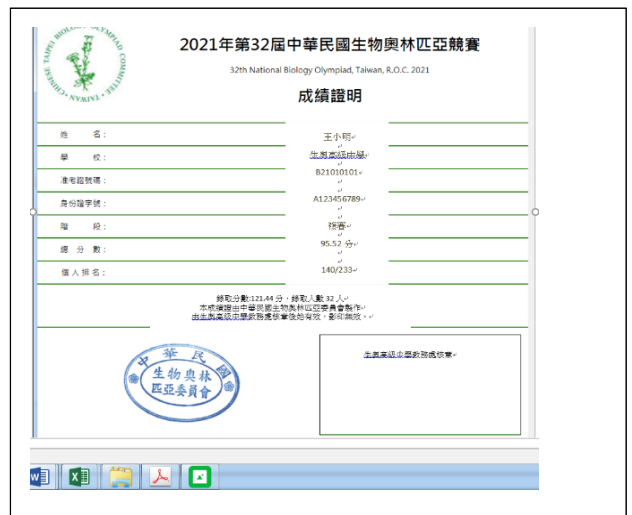 CHINESE TAIPEI BIOLOGY OLYMPIAD COMMITTEE
TAIWAN
2021年第32屆中華民國生物奧林匹亞競賽
32th National Biology Olympiad, Taiwan, R.O.C. 2021
成績證明
姓 名： 王小明
學 校： 生奧高級中學
准考證號碼： B21010101
身份證字號： A123456789
階 段： 複賽
總 分 數： 95.52 分
個人排名： 140/233
錄取分數:121.44 分，錄取人數 32 人
本成績證由中華民國生物奧林匹亞委員會製作
由生奧高級中學教務處核章後始有效，影印無效。
中華民國
生物奧林
匹亞委員會
生奧高級中學教務處核章